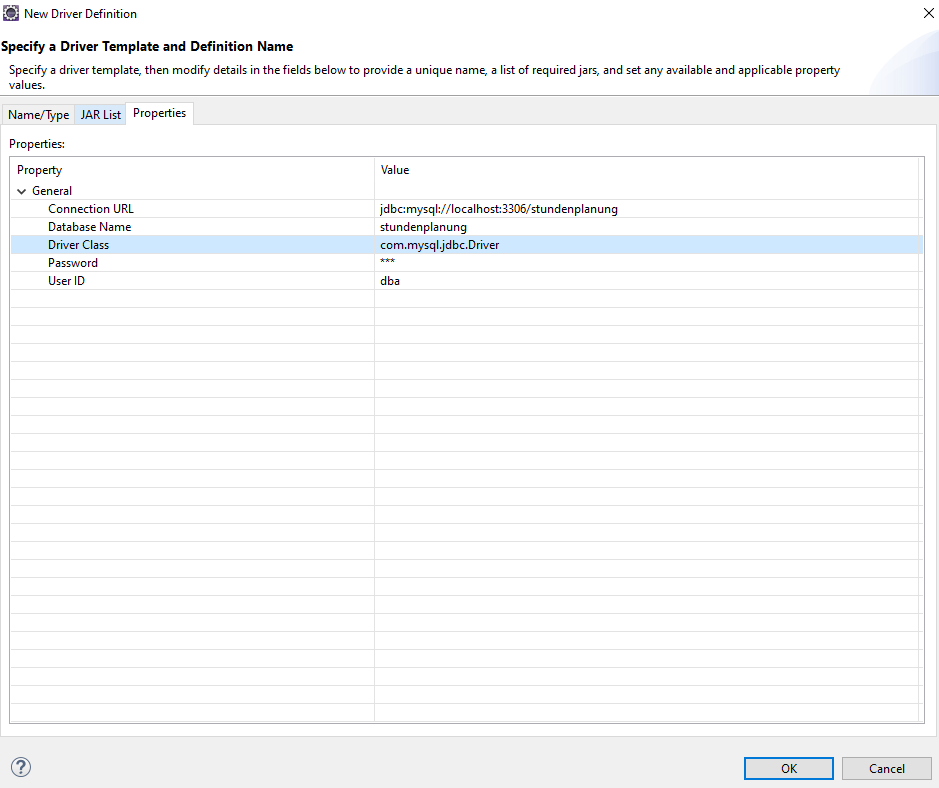 New Driver Definition
Specify a Driver Template and Definition Name
Specify a driver template, then modify details in the fields below to provide a unique name, a list of required jars, and set any available and applicable property
values.
Name/Type JAR List Properties
Properties:
Property Value
General
Connection URL jdbc:mysql://localhost:3306/stundenplanung
Database Name stundenplanung
Driver Class com.mysql.jdbc.Driver
Password ***
User ID dba
? OK Cancel